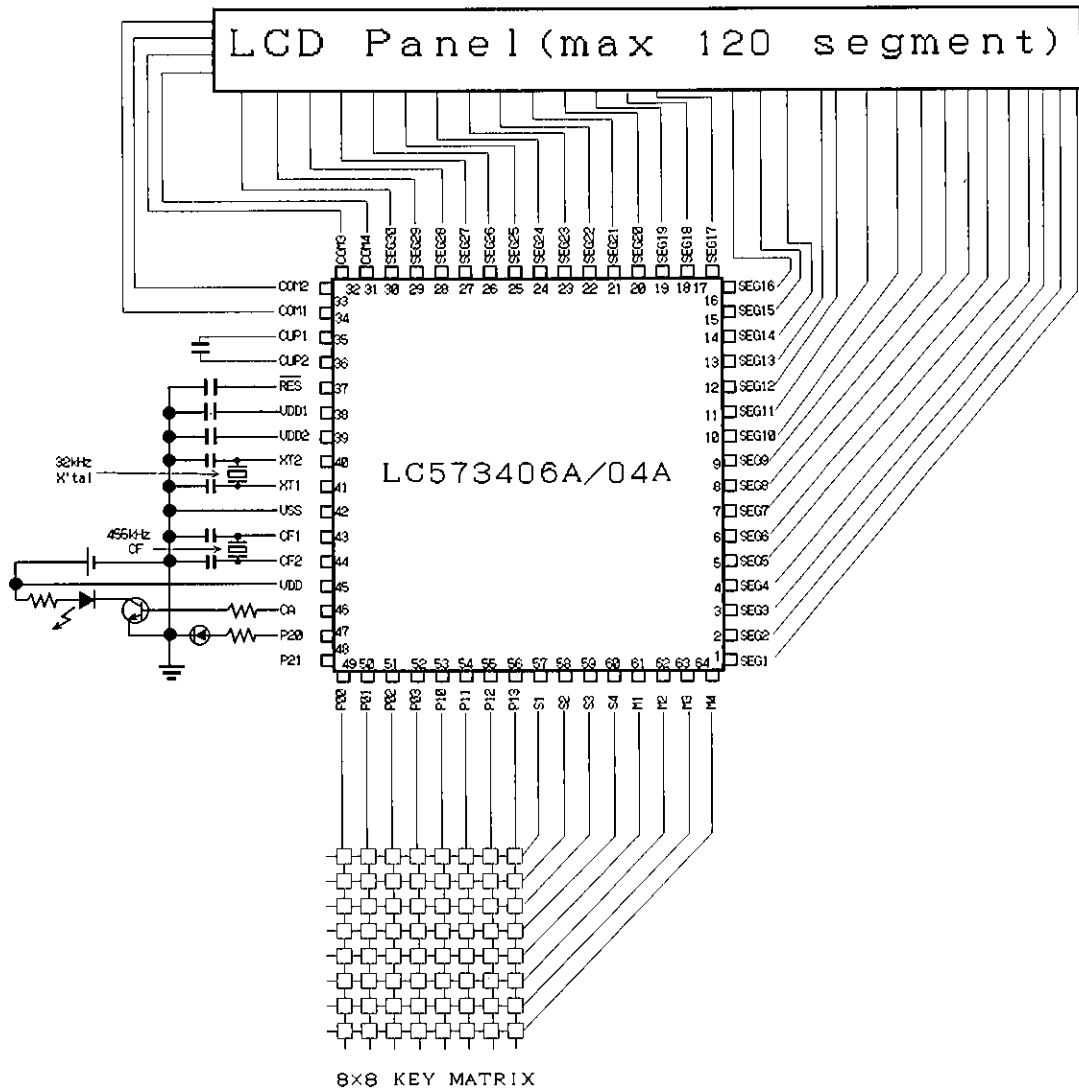 LCD Panel(max 120 segment)
COM3 COM4 SEG30 SEG29 SEG28 SEG27 SEG26 SEG25 SEG24 SEG23 SEG22 SEG21 SEG20 SEG19 SEG18 SEG17
32 31 30 29 28 27 26 25 24 23 22 21 20 19 18 17
COM2 33 16 SEG16
COM1 34 15 SEG15
CUP1 35 14 SEG14
CUP2 36 13 SEG13
RES 37 12 SEG12
VDD1 38 11 SEG11
VDD2 39 10 SEG10
32kHz
X'tal
XT2 40 9 SEG9
LC573406A/04A
XT1 41 8 SEG8
VSS 42 7 SEG7
456kHz
CF
CF1 43 6 SEG6
CF2 44 5 SEG5
VDD 45 4 SEG4
CA 46 3 SEG3
P20 47 2 SEG2
P21 48 1 SEG1
49 50 51 52 53 54 55 56 57 58 59 60 61 62 63 64
P00 P01 P02 P03 P10 P11 P12 P13 S1 S2 S3 S4 M1 M2 M3 M4
8×8 KEY MATRIX